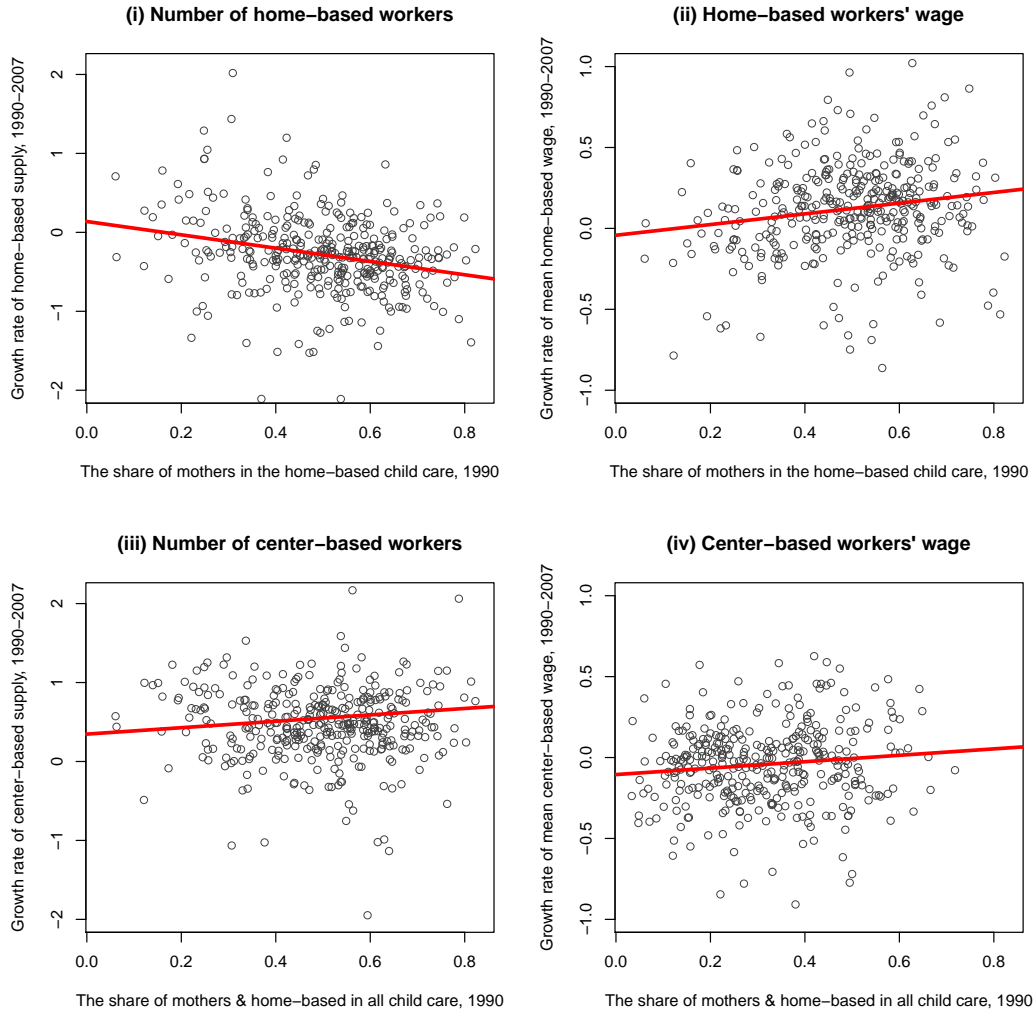 (i) Number of home−based workers
Growth rate of home−based supply, 1990−2007
2
1
0
−1
−2
0.0 0.2 0.4 0.6 0.8
The share of mothers in the home−based child care, 1990
(ii) Home−based workers' wage
Growth rate of mean home−based wage, 1990−2007
1.0
0.5
0.0
−0.5
−1.0
0.0 0.2 0.4 0.6 0.8
The share of mothers in the home−based child care, 1990
(iii) Number of center−based workers
Growth rate of center−based supply, 1990−2007
2
1
0
−1
−2
0.0 0.2 0.4 0.6 0.8
The share of mothers & home−based in all child care, 1990
(iv) Center−based workers' wage
Growth rate of mean center−based wage, 1990−2007
1.0
0.5
0.0
−0.5
−1.0
0.0 0.2 0.4 0.6 0.8
The share of mothers & home−based in all child care, 1990